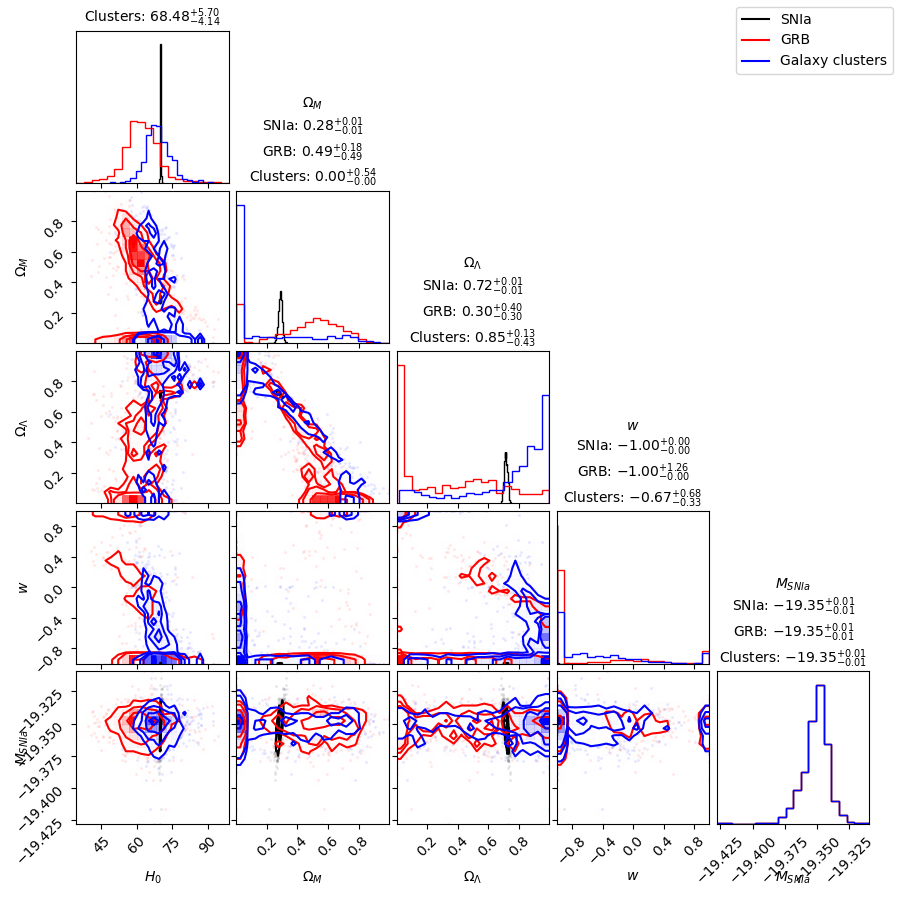 Clusters: 68.48^{+5.70}_{-4.14}
SNIa
GRB
Galaxy clusters
Ω_M
SNIa: 0.28^{+0.01}_{-0.01}
GRB: 0.49^{+0.18}_{-0.49}
Clusters: 0.00^{+0.54}_{-0.00}
Ω_M
0.8
0.6
0.4
0.2
Ω_Λ
SNIa: 0.72^{+0.01}_{-0.01}
GRB: 0.30^{+0.40}_{-0.30}
Clusters: 0.85^{+0.13}_{-0.43}
Ω_Λ
0.8
0.6
0.4
0.2
w
SNIa: −1.00^{+0.00}_{-0.00}
GRB: −1.00^{+1.26}_{-0.00}
Clusters: −0.67^{+0.68}_{-0.33}
w
0.8
0.4
0.0
−0.4
−0.8
M_{SNIa}
SNIa: −19.35^{+0.01}_{-0.01}
GRB: −19.35^{+0.01}_{-0.01}
Clusters: −19.35^{+0.01}_{-0.01}
M_{SNIa}
−19.325
−19.350
−19.375
−19.400
−19.425
45 60 75 90
H_0
0.2 0.4 0.6 0.8
Ω_M
0.2 0.4 0.6 0.8
Ω_Λ
−0.8 −0.4 0.0 0.4 0.8
w
−19.425 −19.400 −19.375 −19.350 −19.325
M_{SNIa}